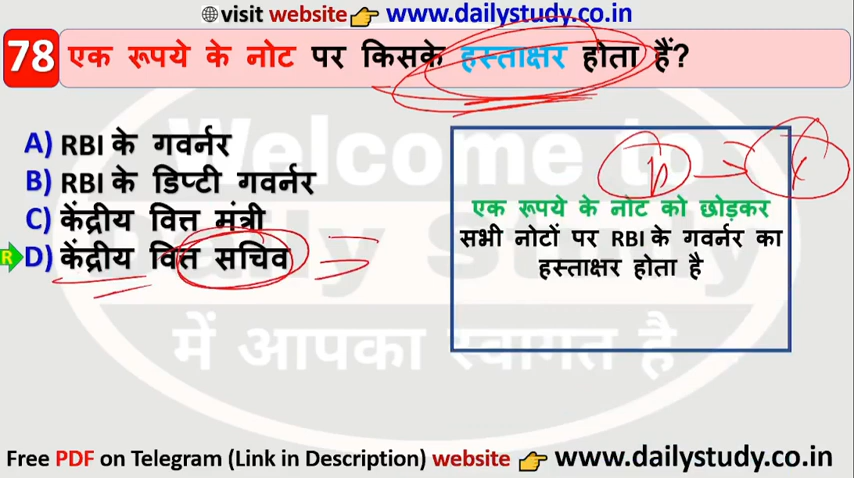 visit website 👉 www.dailystudy.co.in
78 एक रूपये के नोट पर किसके हस्ताक्षर होता हैं?
A) RBI के गवर्नर
B) RBI के डिप्टी गवर्नर
C) केंद्रीय वित्त मंत्री
R D) केंद्रीय वित्त सचिव
एक रूपये के नोट को छोड़कर
सभी नोटों पर RBI के गवर्नर का
हस्ताक्षर होता है
Welcome to
Daily Study
में आपका स्वागत है
Free PDF on Telegram (Link in Description) website 👉 www.dailystudy.co.in